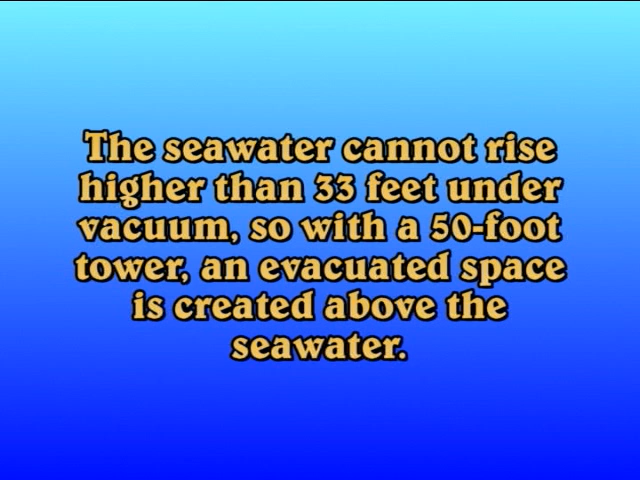 The seawater cannot rise
higher than 33 feet under
vacuum, so with a 50-foot
tower, an evacuated space
is created above the
seawater.